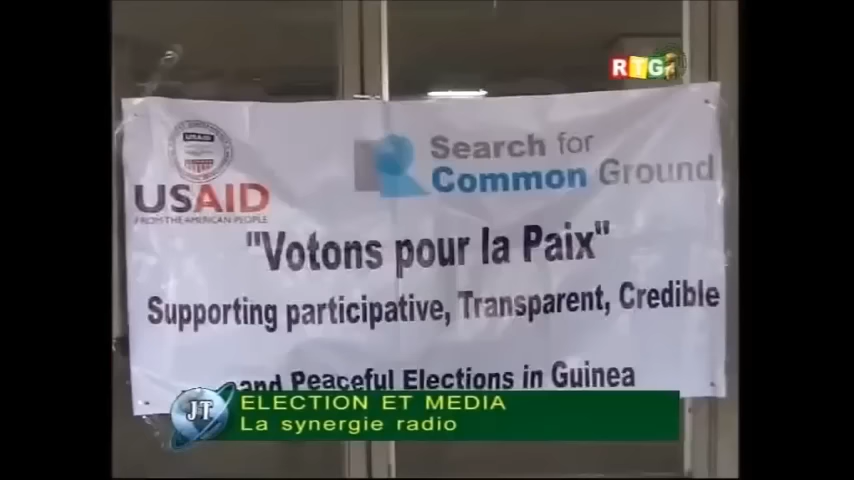 RTG
USAID
USAID
FROM THE AMERICAN PEOPLE
Search for
Common Ground
"Votons pour la Paix"
Supporting participative, Transparent, Credible
and Peaceful Elections in Guinea
JT
ELECTION ET MEDIA
La synergie radio